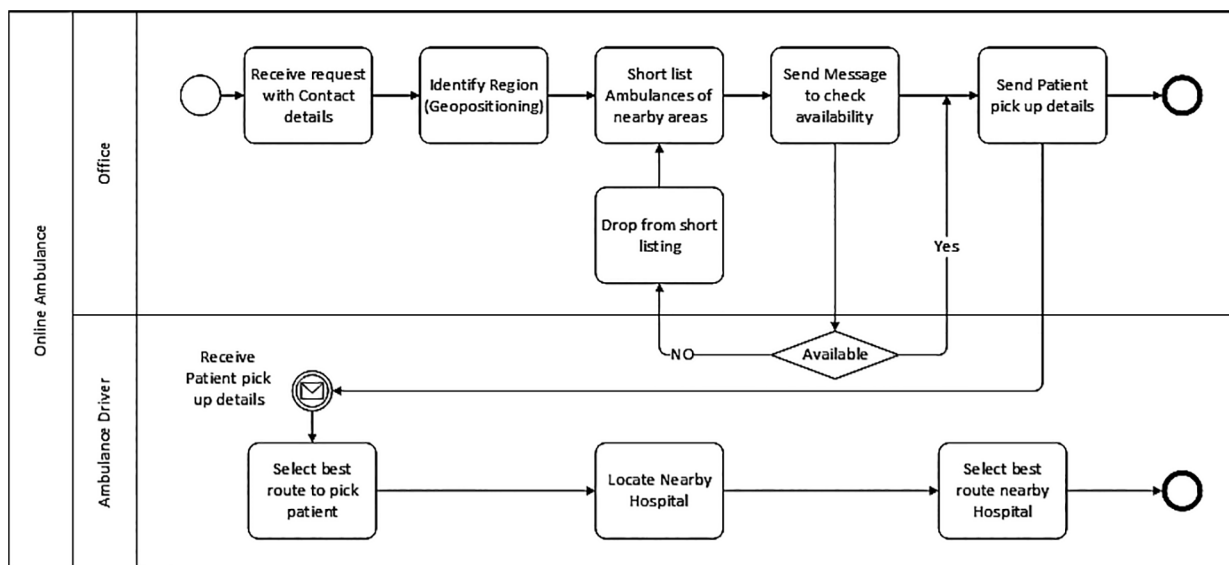 Online Ambulance
Office
Receive request
with Contact
details
Identify Region
(Geopositioning)
Short list
Ambulances of
nearby areas
Send Message
to check
availability
Send Patient
pick up details
Drop from short
listing
Yes
Ambulance Driver
NO
Available
Receive
Patient pick
up details
Select best
route to pick
patient
Locate Nearby
Hospital
Select best
route nearby
Hospital